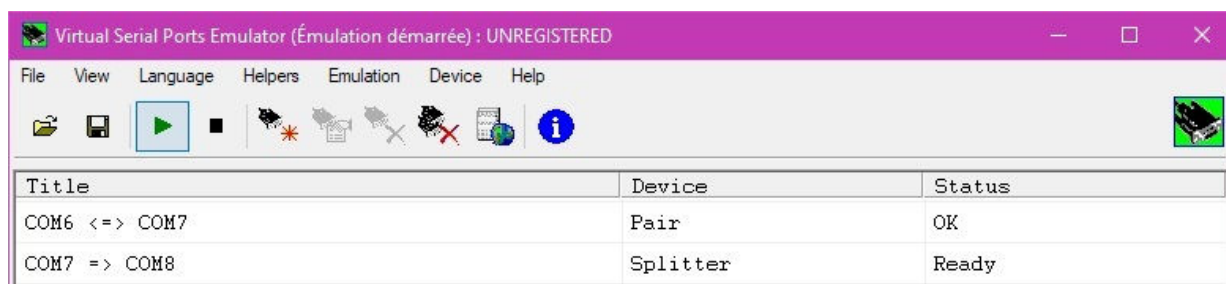 Virtual Serial Ports Emulator (Émulation démarrée) : UNREGISTERED
File View Language Helpers Emulation Device Help
Title Device Status
COM6 <=> COM7 Pair OK
COM7 => COM8 Splitter Ready